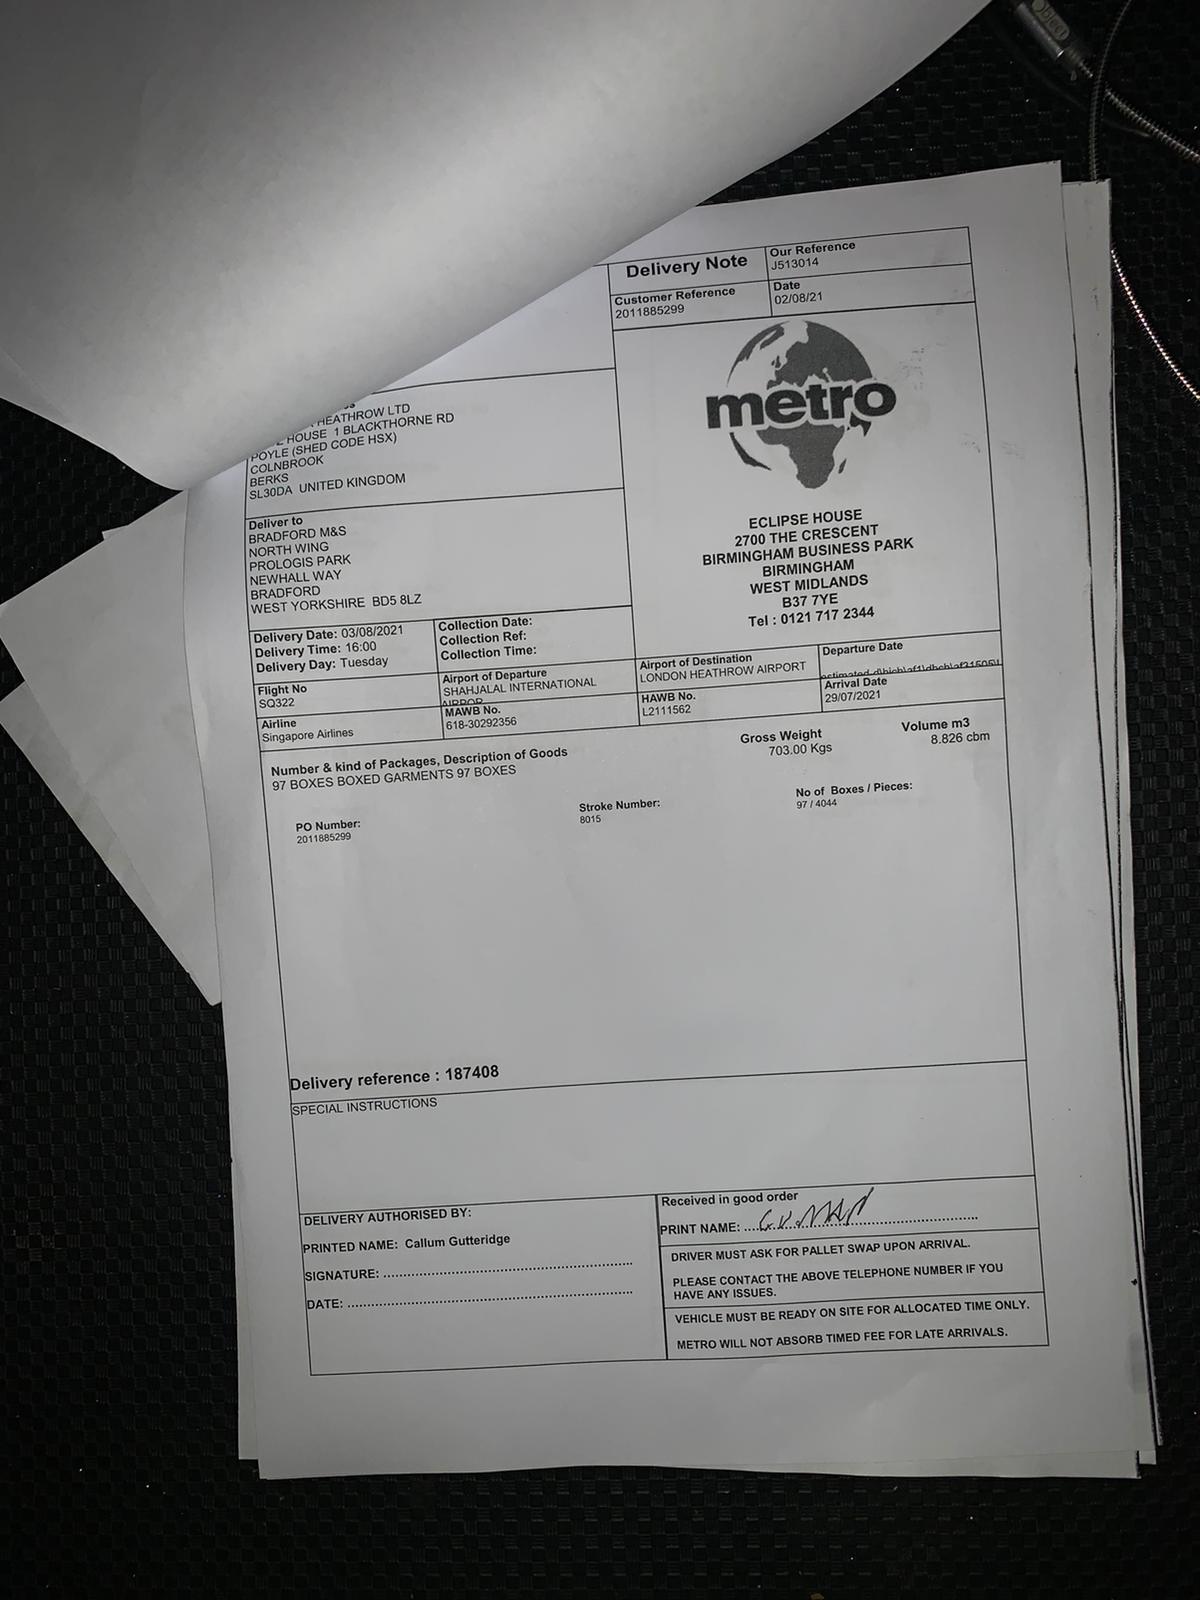 Delivery Note
Our Reference
J513014
Customer Reference
2011885299
Date
02/08/21
metro
HEATHROW LTD
HOUSE 1 BLACKTHORNE RD
POYLE (SHED CODE HSX)
COLNBROOK
BERKS
SL30DA UNITED KINGDOM
ECLIPSE HOUSE
2700 THE CRESCENT
BIRMINGHAM BUSINESS PARK
BIRMINGHAM
WEST MIDLANDS
B37 7YE
Tel : 0121 717 2344
Deliver to
BRADFORD M&S
NORTH WING
PROLOGIS PARK
NEWHALL WAY
BRADFORD
WEST YORKSHIRE BD5 8LZ
Delivery Date: 03/08/2021
Delivery Time: 16:00
Delivery Day: Tuesday
Collection Date:
Collection Ref:
Collection Time:
Flight No
SQ322
Airport of Departure
SHAHJALAL INTERNATIONAL
Airport of Destination
LONDON HEATHROW AIRPORT
Departure Date
Airline
Singapore Airlines
MAWB No.
618-30292356
HAWB No.
L2111562
Arrival Date
29/07/2021
Number & kind of Packages, Description of Goods
97 BOXES BOXED GARMENTS 97 BOXES
Gross Weight
703.00 Kgs
Volume m3
8.826 cbm
PO Number:
2011885299
Stroke Number:
8015
No of Boxes / Pieces:
97 / 4044
Delivery reference : 187408
SPECIAL INSTRUCTIONS
DELIVERY AUTHORISED BY:
PRINTED NAME: Callum Gutteridge
SIGNATURE:
DATE:
Received in good order
PRINT NAME:
DRIVER MUST ASK FOR PALLET SWAP UPON ARRIVAL.
PLEASE CONTACT THE ABOVE TELEPHONE NUMBER IF YOU
HAVE ANY ISSUES.
VEHICLE MUST BE READY ON SITE FOR ALLOCATED TIME ONLY.
METRO WILL NOT ABSORB TIMED FEE FOR LATE ARRIVALS.